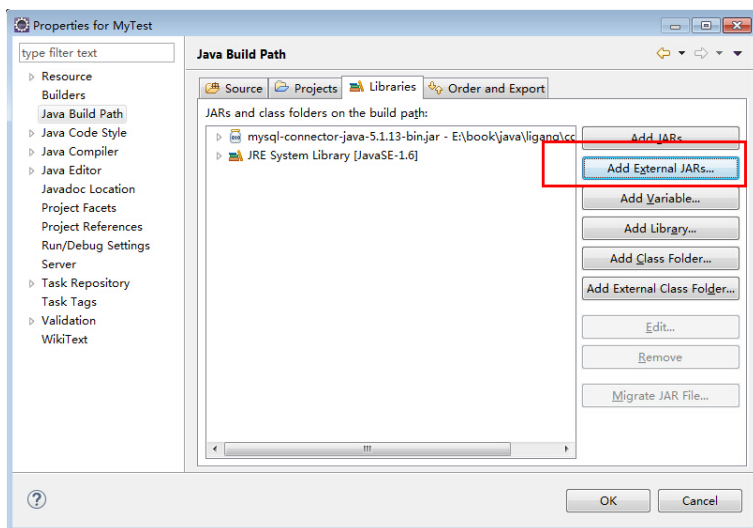 Properties for MyTest
type filter text
Resource
Builders
Java Build Path
Java Code Style
Java Compiler
Java Editor
Javadoc Location
Project Facets
Project References
Run/Debug Settings
Server
Task Repository
Task Tags
Validation
WikiText
Java Build Path
Source Projects Libraries Order and Export
JARs and class folders on the build path:
mysql-connector-java-5.1.13-bin.jar - E:\book\java\ligang\cc
JRE System Library [JavaSE-1.6]
Add JARs...
Add External JARs...
Add Variable...
Add Library...
Add Class Folder...
Add External Class Folder...
Edit...
Remove
Migrate JAR File...
OK Cancel